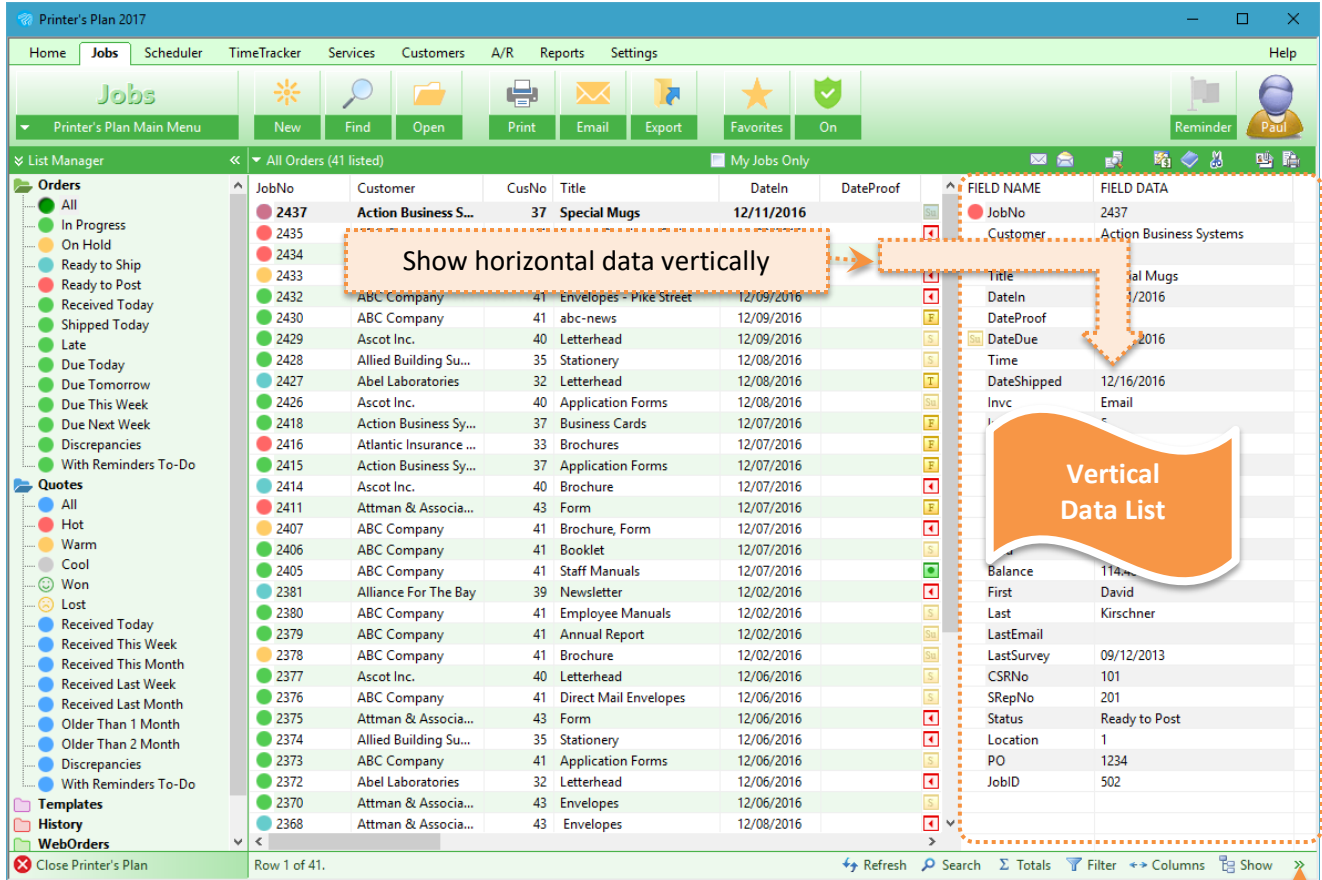 Printer's Plan 2017
Home Jobs Scheduler TimeTracker Services Customers A/R Reports Settings Help
Jobs
Printer's Plan Main Menu New Find Open Print Email Export Favorites On Reminder Paul
List Manager « All Orders (41 listed) My Jobs Only
Orders
All
In Progress
On Hold
Ready to Ship
Ready to Post
Received Today
Shipped Today
Late
Due Today
Due Tomorrow
Due This Week
Due Next Week
Discrepancies
With Reminders To-Do
Quotes
All
Hot
Warm
Cool
Won
Lost
Received Today
Received This Week
Received This Month
Received Last Week
Received Last Month
Older Than 1 Month
Older Than 2 Month
Discrepancies
With Reminders To-Do
Templates
History
WebOrders
JobNo Customer CusNo Title DateIn DateProof
2437 Action Business S... 37 Special Mugs 12/11/2016 Su
2435
2434
2433
2432 ABC Company 41 Envelopes - Pike Street 12/09/2016
2430 ABC Company 41 abc-news 12/09/2016 F
2429 Ascot Inc. 40 Letterhead 12/09/2016 S
2428 Allied Building Su... 35 Stationery 12/08/2016 S
2427 Abel Laboratories 32 Letterhead 12/08/2016 T
2426 Ascot Inc. 40 Application Forms 12/08/2016 Su
2418 Action Business Sy... 37 Business Cards 12/07/2016 F
2416 Atlantic Insurance ... 33 Brochures 12/07/2016 F
2415 Action Business Sy... 37 Application Forms 12/07/2016 F
2414 Ascot Inc. 40 Brochure 12/07/2016
2411 Attman & Associa... 43 Form 12/07/2016 F
2407 ABC Company 41 Brochure, Form 12/07/2016
2406 ABC Company 41 Booklet 12/07/2016 S
2405 ABC Company 41 Staff Manuals 12/07/2016
2381 Alliance For The Bay 39 Newsletter 12/02/2016
2380 ABC Company 41 Employee Manuals 12/02/2016 S
2379 ABC Company 41 Annual Report 12/02/2016 Su
2378 ABC Company 41 Brochure 12/02/2016 Su
2377 Ascot Inc. 40 Letterhead 12/06/2016 S
2376 ABC Company 41 Direct Mail Envelopes 12/06/2016 S
2375 Attman & Associa... 43 Form 12/06/2016
2374 Allied Building Su... 35 Stationery 12/06/2016
2373 ABC Company 41 Application Forms 12/06/2016 S
2372 Abel Laboratories 32 Letterhead 12/06/2016
2370 Attman & Associa... 43 Envelopes 12/06/2016 S
2368 Attman & Associa... 43 Envelopes 12/08/2016
Show horizontal data vertically
FIELD NAME FIELD DATA
JobNo 2437
Customer Action Business Systems
Title ial Mugs
DateIn /2016
DateProof
Su DateDue 2016
Time
DateShipped 12/16/2016
Invc Email
Vertical
Data List
Balance
First David
Last Kirschner
LastEmail
LastSurvey 09/12/2013
CSRNo 101
SRepNo 201
Status Ready to Post
Location 1
PO 1234
JobID 502
Close Printer's Plan Row 1 of 41. Refresh Search Σ Totals Filter Columns Show »